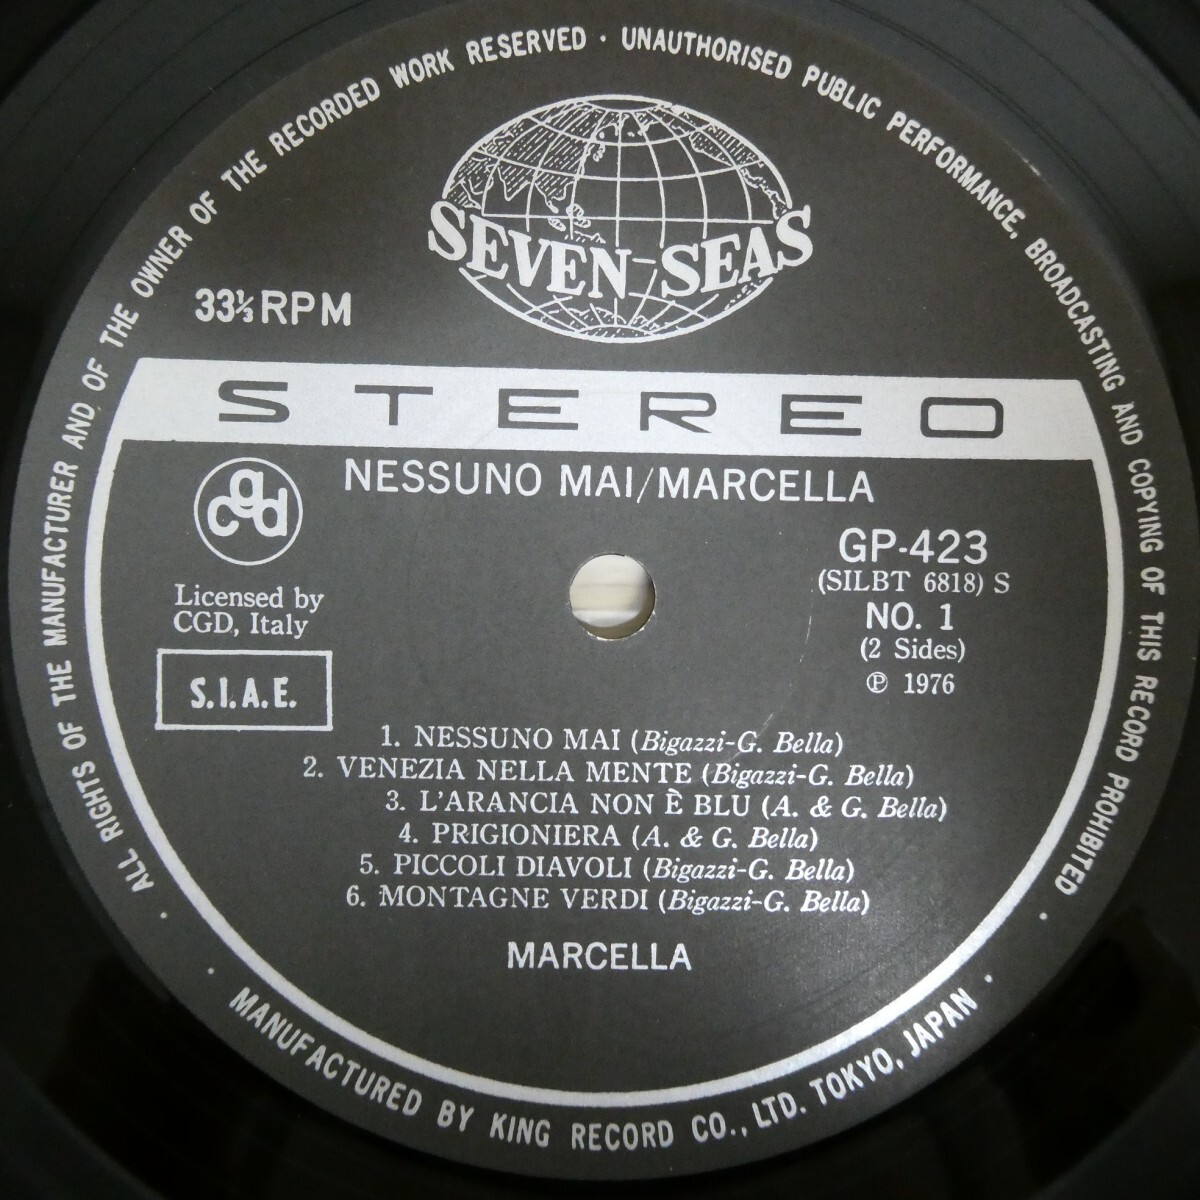 ALL RIGHTS OF THE MANUFACTURER AND OF THE OWNER OF THE RECORDED WORK RESERVED · UNAUTHORISED PUBLIC PERFORMANCE, BROADCASTING AND COPYING OF THIS RECORD PROHIBITED ·
SEVEN-SEAS
33⅓RPM
STEREO
NESSUNO MAI/MARCELLA
cgd
GP-423
(SILBT 6818) S
Licensed by
CGD, Italy
NO. 1
(2 Sides)
S.I.A.E.
℗ 1976
1. NESSUNO MAI (Bigazzi-G. Bella)
2. VENEZIA NELLA MENTE (Bigazzi-G. Bella)
3. L'ARANCIA NON È BLU (A. & G. Bella)
4. PRIGIONIERA (A. & G. Bella)
5. PICCOLI DIAVOLI (Bigazzi-G. Bella)
6. MONTAGNE VERDI (Bigazzi-G. Bella)
MARCELLA
· MANUFACTURED BY KING RECORD CO., LTD. TOKYO, JAPAN ·